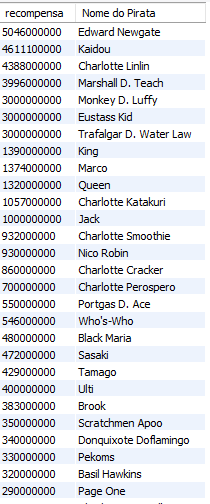 recompensa Nome do Pirata
5046000000 Edward Newgate
4611100000 Kaidou
4388000000 Charlotte Linlin
3996000000 Marshall D. Teach
3000000000 Monkey D. Luffy
3000000000 Eustass Kid
3000000000 Trafalgar D. Water Law
1390000000 King
1374000000 Marco
1320000000 Queen
1057000000 Charlotte Katakuri
1000000000 Jack
932000000 Charlotte Smoothie
930000000 Nico Robin
860000000 Charlotte Cracker
700000000 Charlotte Perospero
550000000 Portgas D. Ace
546000000 Who's-Who
480000000 Black Maria
472000000 Sasaki
429000000 Tamago
400000000 Ulti
383000000 Brook
350000000 Scratchmen Apoo
340000000 Donquixote Doflamingo
330000000 Pekoms
320000000 Basil Hawkins
290000000 Page One